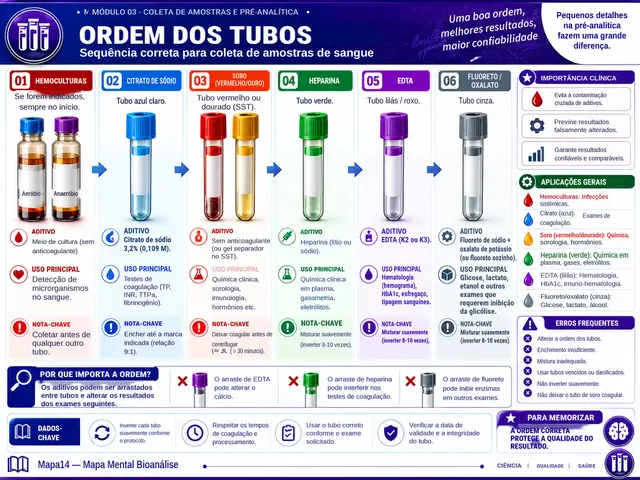 • M MÓDULO 03 - COLETA DE AMOSTRAS E PRÉ-ANALÍTICA •
ORDEM DOS TUBOS
Sequência correta para coleta de amostras de sangue
Uma boa ordem,
melhores resultados,
maior confiabilidade
Pequenos detalhes
na pré-analítica
fazem uma grande
diferença.
01 HEMOCULTURAS
Se forem indicados,
sempre no início.
Aeróbio
Anaeróbio
ADITIVO
Meio de cultura (sem
anticoagulante)
USO PRINCIPAL
Detecção de
microrganismos
no sangue.
NOTA-CHAVE
Coletar antes de
qualquer outro
tubo.
02 CITRATO DE SÓDIO
Tubo azul claro.
ADITIVO
Citrato de sódio
3,2% (0,109 M).
USO PRINCIPAL
Testes de
coagulação (TP,
INR, TTPa,
fibrinogênio).
NOTA-CHAVE
Encher até a marca
indicada (relação
9:1).
03 SORO
(VERMELHO/OURO)
Tubo vermelho ou
dourado (SST).
ADITIVO
Sem anticoagulante
(ou gel separador
no SST).
USO PRINCIPAL
Química clínica,
sorologia,
imunologia,
hormônios etc.
NOTA-CHAVE
Deixar coagular antes de
centrifugar
(≈ 30 minutos).
04 HEPARINA
Tubo verde.
ADITIVO
Heparina (lítio ou
sódio).
USO PRINCIPAL
Química clínica
em plasma,
gasometria,
eletrólitos.
NOTA-CHAVE
Misturar suavemente
(inverter 8-10 vezes),
05 EDTA
Tubo lilás / roxo.
ADITIVO
EDTA (K2 ou K3).
USO PRINCIPAL
Hematologia
(hemograma),
HbA1c, esfregaço,
tipagem sanguínea.
NOTA-CHAVE
Misturar suavemente
(inverter 8-10 vezes),
06 FLUORETO /
OXALATO
Tubo cinza.
ADITIVO
Fluoreto de sódio +
oxalato de potássio
(ou fluoreto sozinho).
USO PRINCIPAL
Glicose, lactato,
etanol e outros
exames que
requerem inibição
da glicólise.
NOTA-CHAVE
Misturar suavemente
(inverter 8-10 vezes),
IMPORTÂNCIA CLÍNICA
Evita a contaminação
cruzada de aditivos.
Previne resultados
falsamente alterados.
Garante resultados
confiáveis e comparáveis.
APLICAÇÕES GERAIS
Hemoculturas: Infecções
sistêmicas.
Citrato (azul): Exames de
coagulação.
Soro (vermelho/dourado): Química,
sorologia, hormônios.
Heparina (verde): Química em
plasma, gases, eletrólitos.
EDTA (lilás): Hematologia.
HbA1c, imunologia.
Fluoreto/oxalato (cinza):
Glicose, lactato, álcool.
ERROS FREQUENTES
Alterar a ordem dos tubos.
Enchimento insuficiente.
Mistura inadequada.
Usar tubos vencidos ou danificados.
Não inverter suavemente.
Não deixar o tubo de soro coagular.
POR QUE IMPORTA A ORDEM?
Os aditivos podem ser arrastados
entre tubos e alterar os resultados
dos exames seguintes.
O arraste de EDTA
pode alterar o
cálcio.
O arraste de heparina
pode interferir nos
testes de coagulação.
O arraste de fluoreto
pode inibir enzimas
em outros exames.
DADOS-
CHAVE
Inverter cada tubo
suavemente conforme o
protocolo.
Respeitar os tempos
de coagulação e
processamento.
Usar o tubo correto
conforme o exame
solicitado.
Verificar a data de
validade e a integridade
do tubo.
PARA MEMORIZAR
A ORDEM CORRETA
PROTEGE A QUALIDADE DO
RESULTADO.
Mapa14 — Mapa Mental Bioanálise
CIÊNCIA | QUALIDADE | SAÚDE